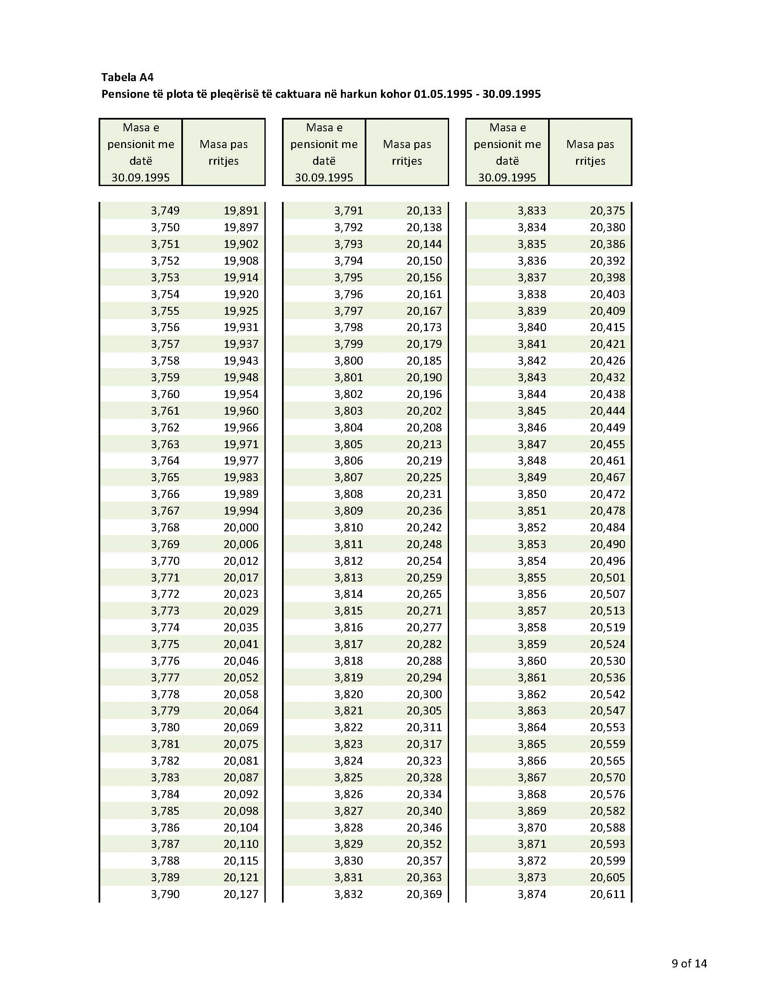 Tabela A4
Pensione të plota të pleqërisë të caktuara në harkun kohor 01.05.1995 - 30.09.1995
Masa e pensionit me datë 30.09.1995 Masa pas rritjes Masa e pensionit me datë 30.09.1995 Masa pas rritjes Masa e pensionit me datë 30.09.1995 Masa pas rritjes
3,749 19,891 3,791 20,133 3,833 20,375
3,750 19,897 3,792 20,138 3,834 20,380
3,751 19,902 3,793 20,144 3,835 20,386
3,752 19,908 3,794 20,150 3,836 20,392
3,753 19,914 3,795 20,156 3,837 20,398
3,754 19,920 3,796 20,161 3,838 20,403
3,755 19,925 3,797 20,167 3,839 20,409
3,756 19,931 3,798 20,173 3,840 20,415
3,757 19,937 3,799 20,179 3,841 20,421
3,758 19,943 3,800 20,185 3,842 20,426
3,759 19,948 3,801 20,190 3,843 20,432
3,760 19,954 3,802 20,196 3,844 20,438
3,761 19,960 3,803 20,202 3,845 20,444
3,762 19,966 3,804 20,208 3,846 20,449
3,763 19,971 3,805 20,213 3,847 20,455
3,764 19,977 3,806 20,219 3,848 20,461
3,765 19,983 3,807 20,225 3,849 20,467
3,766 19,989 3,808 20,231 3,850 20,472
3,767 19,994 3,809 20,236 3,851 20,478
3,768 20,000 3,810 20,242 3,852 20,484
3,769 20,006 3,811 20,248 3,853 20,490
3,770 20,012 3,812 20,254 3,854 20,496
3,771 20,017 3,813 20,259 3,855 20,501
3,772 20,023 3,814 20,265 3,856 20,507
3,773 20,029 3,815 20,271 3,857 20,513
3,774 20,035 3,816 20,277 3,858 20,519
3,775 20,041 3,817 20,282 3,859 20,524
3,776 20,046 3,818 20,288 3,860 20,530
3,777 20,052 3,819 20,294 3,861 20,536
3,778 20,058 3,820 20,300 3,862 20,542
3,779 20,064 3,821 20,305 3,863 20,547
3,780 20,069 3,822 20,311 3,864 20,553
3,781 20,075 3,823 20,317 3,865 20,559
3,782 20,081 3,824 20,323 3,866 20,565
3,783 20,087 3,825 20,328 3,867 20,570
3,784 20,092 3,826 20,334 3,868 20,576
3,785 20,098 3,827 20,340 3,869 20,582
3,786 20,104 3,828 20,346 3,870 20,588
3,787 20,110 3,829 20,352 3,871 20,593
3,788 20,115 3,830 20,357 3,872 20,599
3,789 20,121 3,831 20,363 3,873 20,605
3,790 20,127 3,832 20,369 3,874 20,611
9 of 14